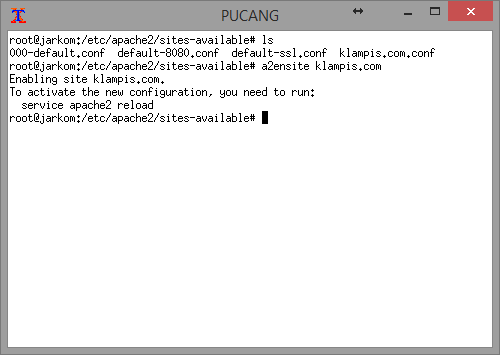 PUCANG
root@jarkom:/etc/apache2/sites-available# ls
000-default.conf  default-8080.conf  default-ssl.conf  klampis.com.conf
root@jarkom:/etc/apache2/sites-available# a2ensite klampis.com
Enabling site klampis.com.
To activate the new configuration, you need to run:
  service apache2 reload
root@jarkom:/etc/apache2/sites-available#